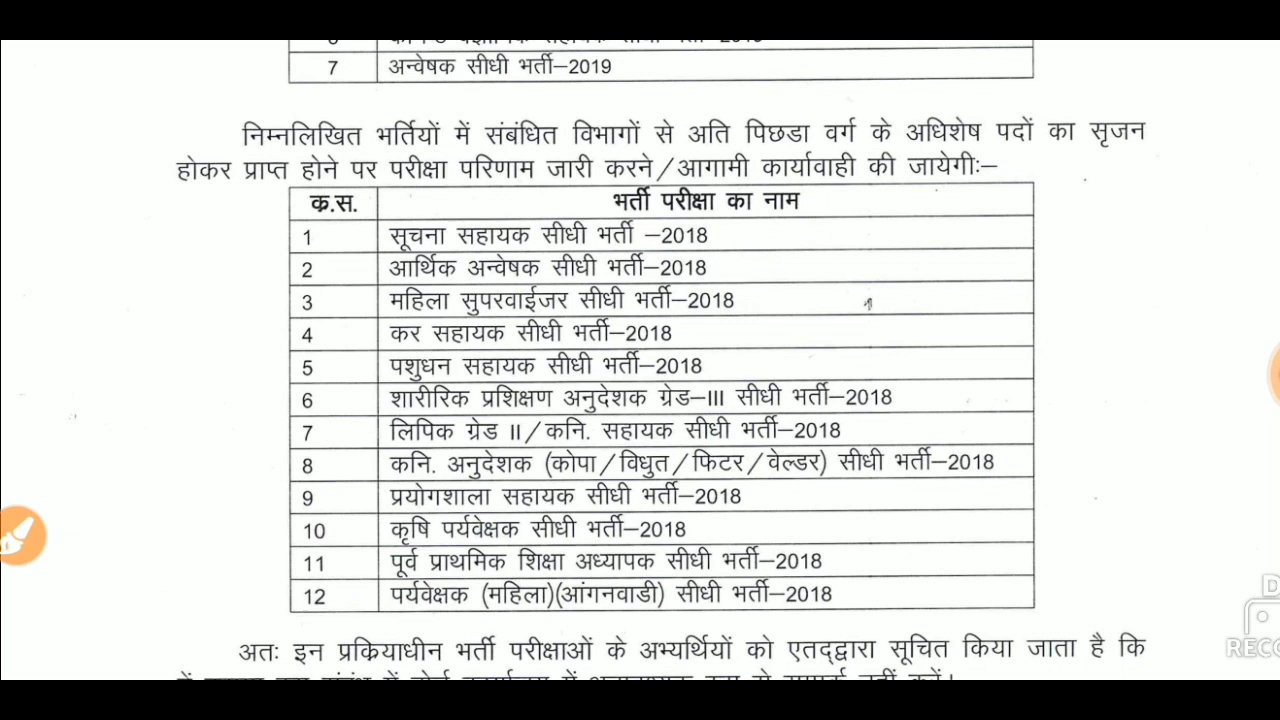 7 अन्वेषक सीधी भर्ती–2019
निम्नलिखित भर्तियों में संबंधित विभागों से अति पिछडा वर्ग के अधिशेष पदों का सृजन
होकर प्राप्त होने पर परीक्षा परिणाम जारी करने/आगामी कार्यावाही की जायेगीः–
क्र.स. भर्ती परीक्षा का नाम
1 सूचना सहायक सीधी भर्ती –2018
2 आर्थिक अन्वेषक सीधी भर्ती–2018
3 महिला सुपरवाईजर सीधी भर्ती–2018
4 कर सहायक सीधी भर्ती–2018
5 पशुधन सहायक सीधी भर्ती–2018
6 शारीरिक प्रशिक्षण अनुदेशक ग्रेड–III सीधी भर्ती–2018
7 लिपिक ग्रेड II/कनि. सहायक सीधी भर्ती–2018
8 कनि. अनुदेशक (कोपा/विधुत/फिटर/वेल्डर) सीधी भर्ती–2018
9 प्रयोगशाला सहायक सीधी भर्ती–2018
10 कृषि पर्यवेक्षक सीधी भर्ती–2018
11 पूर्व प्राथमिक शिक्षा अध्यापक सीधी भर्ती–2018
12 पर्यवेक्षक (महिला)(आंगनवाडी) सीधी भर्ती–2018
अतः इन प्रकियाधीन भर्ती परीक्षाओं के अभ्यर्थियों को एतद्द्वारा सूचित किया जाता है कि